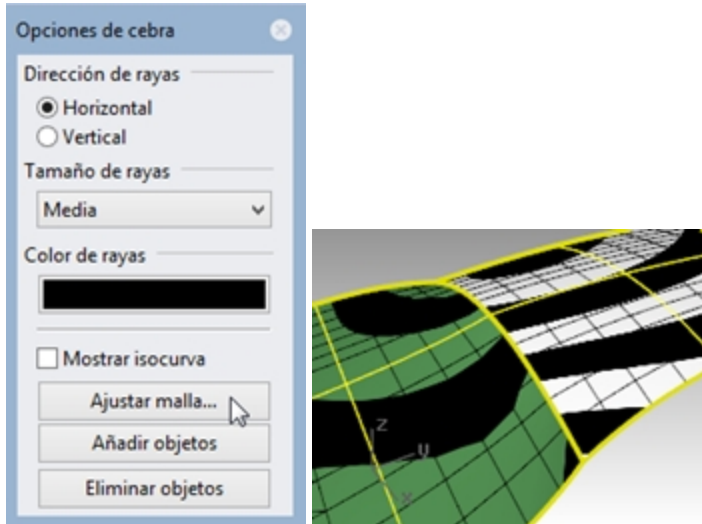 Opciones de cebra
Dirección de rayas
Horizontal
Vertical
Tamaño de rayas
Media
Color de rayas
Mostrar isocurva
Ajustar malla...
Añadir objetos
Eliminar objetos
z
y
x